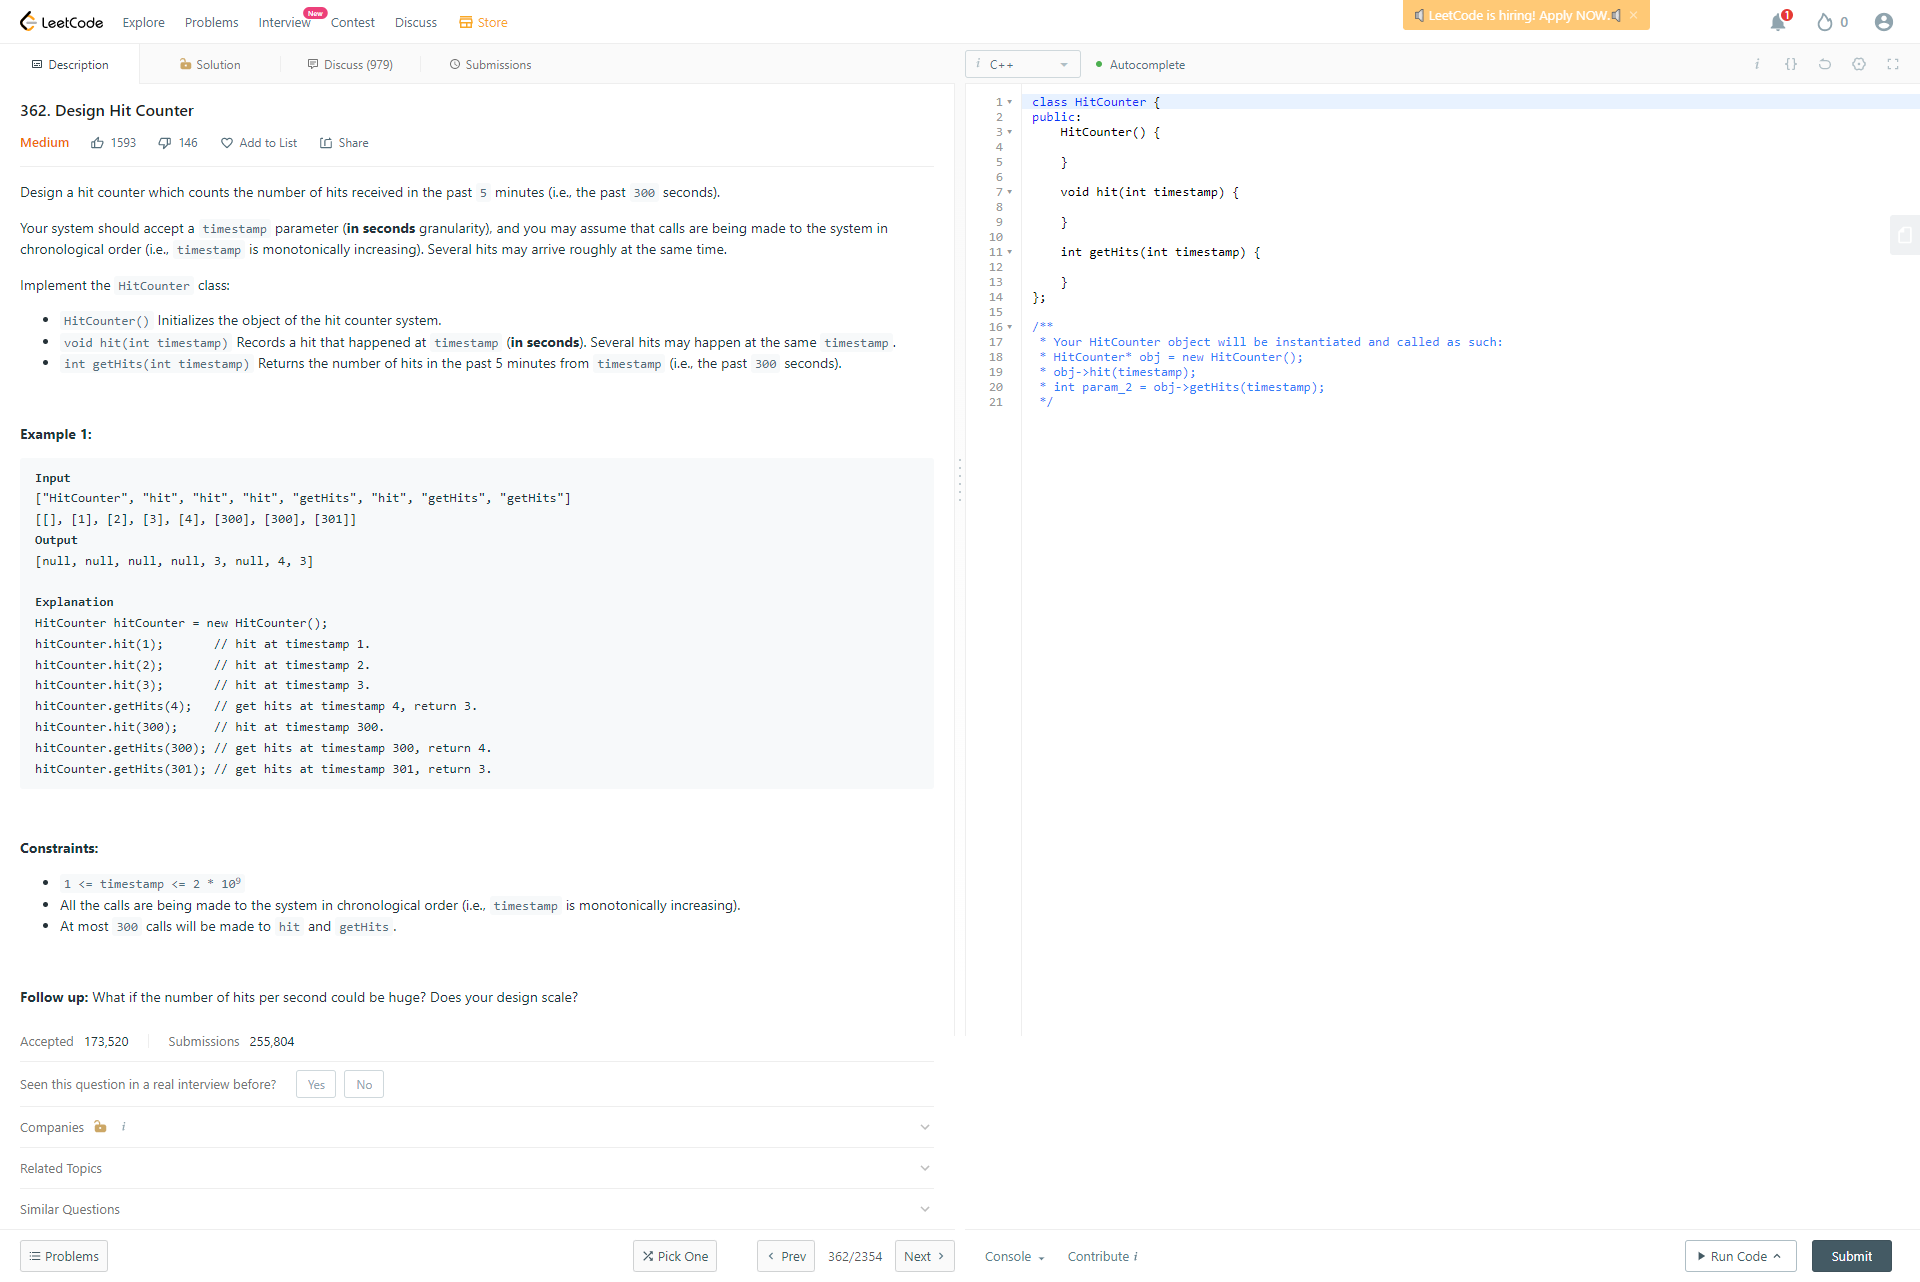 LeetCode
Explore
Problems
Interview
New
Contest
Discuss
Store
LeetCode is hiring! Apply NOW.
1
0
Description
Solution
Discuss (979)
Submissions
i C++
Autocomplete
i {}
362. Design Hit Counter
Medium 1593 146 Add to List Share
Design a hit counter which counts the number of hits received in the past 5 minutes (i.e., the past 300 seconds).
Your system should accept a timestamp parameter (in seconds granularity), and you may assume that calls are being made to the system in
chronological order (i.e., timestamp is monotonically increasing). Several hits may arrive roughly at the same time.
Implement the HitCounter class:
• HitCounter() Initializes the object of the hit counter system.
• void hit(int timestamp) Records a hit that happened at timestamp (in seconds). Several hits may happen at the same timestamp.
• int getHits(int timestamp) Returns the number of hits in the past 5 minutes from timestamp (i.e., the past 300 seconds).
Example 1:
Input
["HitCounter", "hit", "hit", "hit", "getHits", "hit", "getHits", "getHits"]
[[], [1], [2], [3], [4], [300], [300], [301]]
Output
[null, null, null, null, 3, null, 4, 3]
Explanation
HitCounter hitCounter = new HitCounter();
hitCounter.hit(1);       // hit at timestamp 1.
hitCounter.hit(2);       // hit at timestamp 2.
hitCounter.hit(3);       // hit at timestamp 3.
hitCounter.getHits(4);   // get hits at timestamp 4, return 3.
hitCounter.hit(300);     // hit at timestamp 300.
hitCounter.getHits(300); // get hits at timestamp 300, return 4.
hitCounter.getHits(301); // get hits at timestamp 301, return 3.
Constraints:
• 1 <= timestamp <= 2 * 10⁹
• All the calls are being made to the system in chronological order (i.e., timestamp is monotonically increasing).
• At most 300 calls will be made to hit and getHits.
Follow up: What if the number of hits per second could be huge? Does your design scale?
Accepted 173,520 Submissions 255,804
Seen this question in a real interview before? Yes No
Companies i
Related Topics
Similar Questions
Problems
Pick One
Prev
362/2354
Next
1 class HitCounter {
2 public:
3     HitCounter() {
4
5     }
6
7     void hit(int timestamp) {
8
9     }
10
11     int getHits(int timestamp) {
12
13     }
14 };
15
16 /**
17  * Your HitCounter object will be instantiated and called as such:
18  * HitCounter* obj = new HitCounter();
19  * obj->hit(timestamp);
20  * int param_2 = obj->getHits(timestamp);
21  */
Console
Contribute i
Run Code
Submit